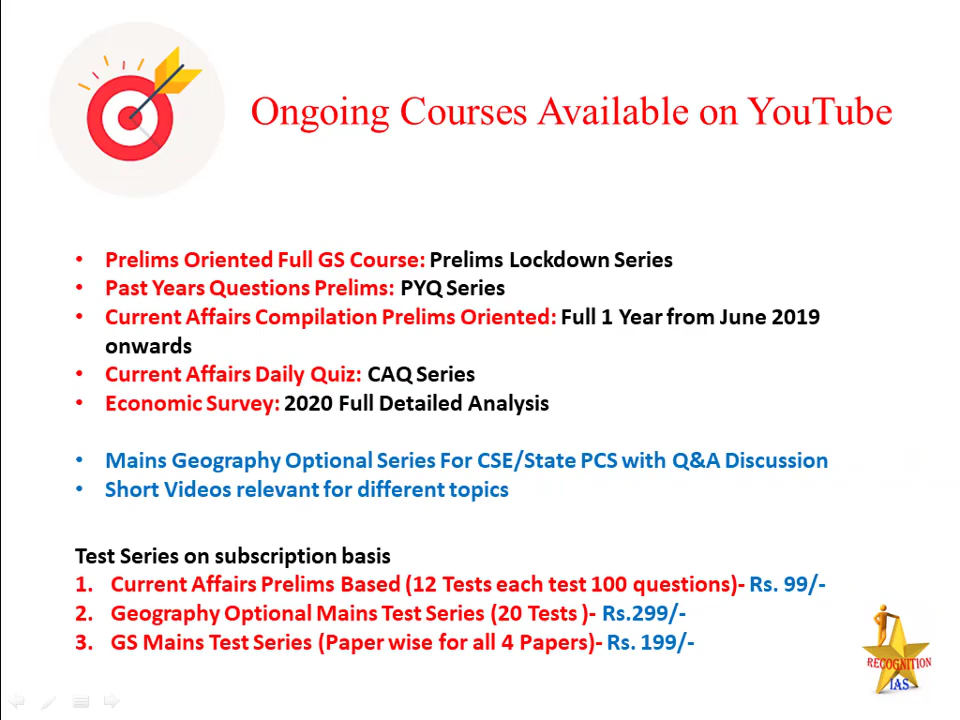 Ongoing Courses Available on YouTube
• Prelims Oriented Full GS Course: Prelims Lockdown Series
• Past Years Questions Prelims: PYQ Series
• Current Affairs Compilation Prelims Oriented: Full 1 Year from June 2019
onwards
• Current Affairs Daily Quiz: CAQ Series
• Economic Survey: 2020 Full Detailed Analysis
• Mains Geography Optional Series For CSE/State PCS with Q&A Discussion
• Short Videos relevant for different topics
Test Series on subscription basis
1. Current Affairs Prelims Based (12 Tests each test 100 questions)- Rs. 99/-
2. Geography Optional Mains Test Series (20 Tests )- Rs.299/-
3. GS Mains Test Series (Paper wise for all 4 Papers)- Rs. 199/-
RECOGNITION
IAS